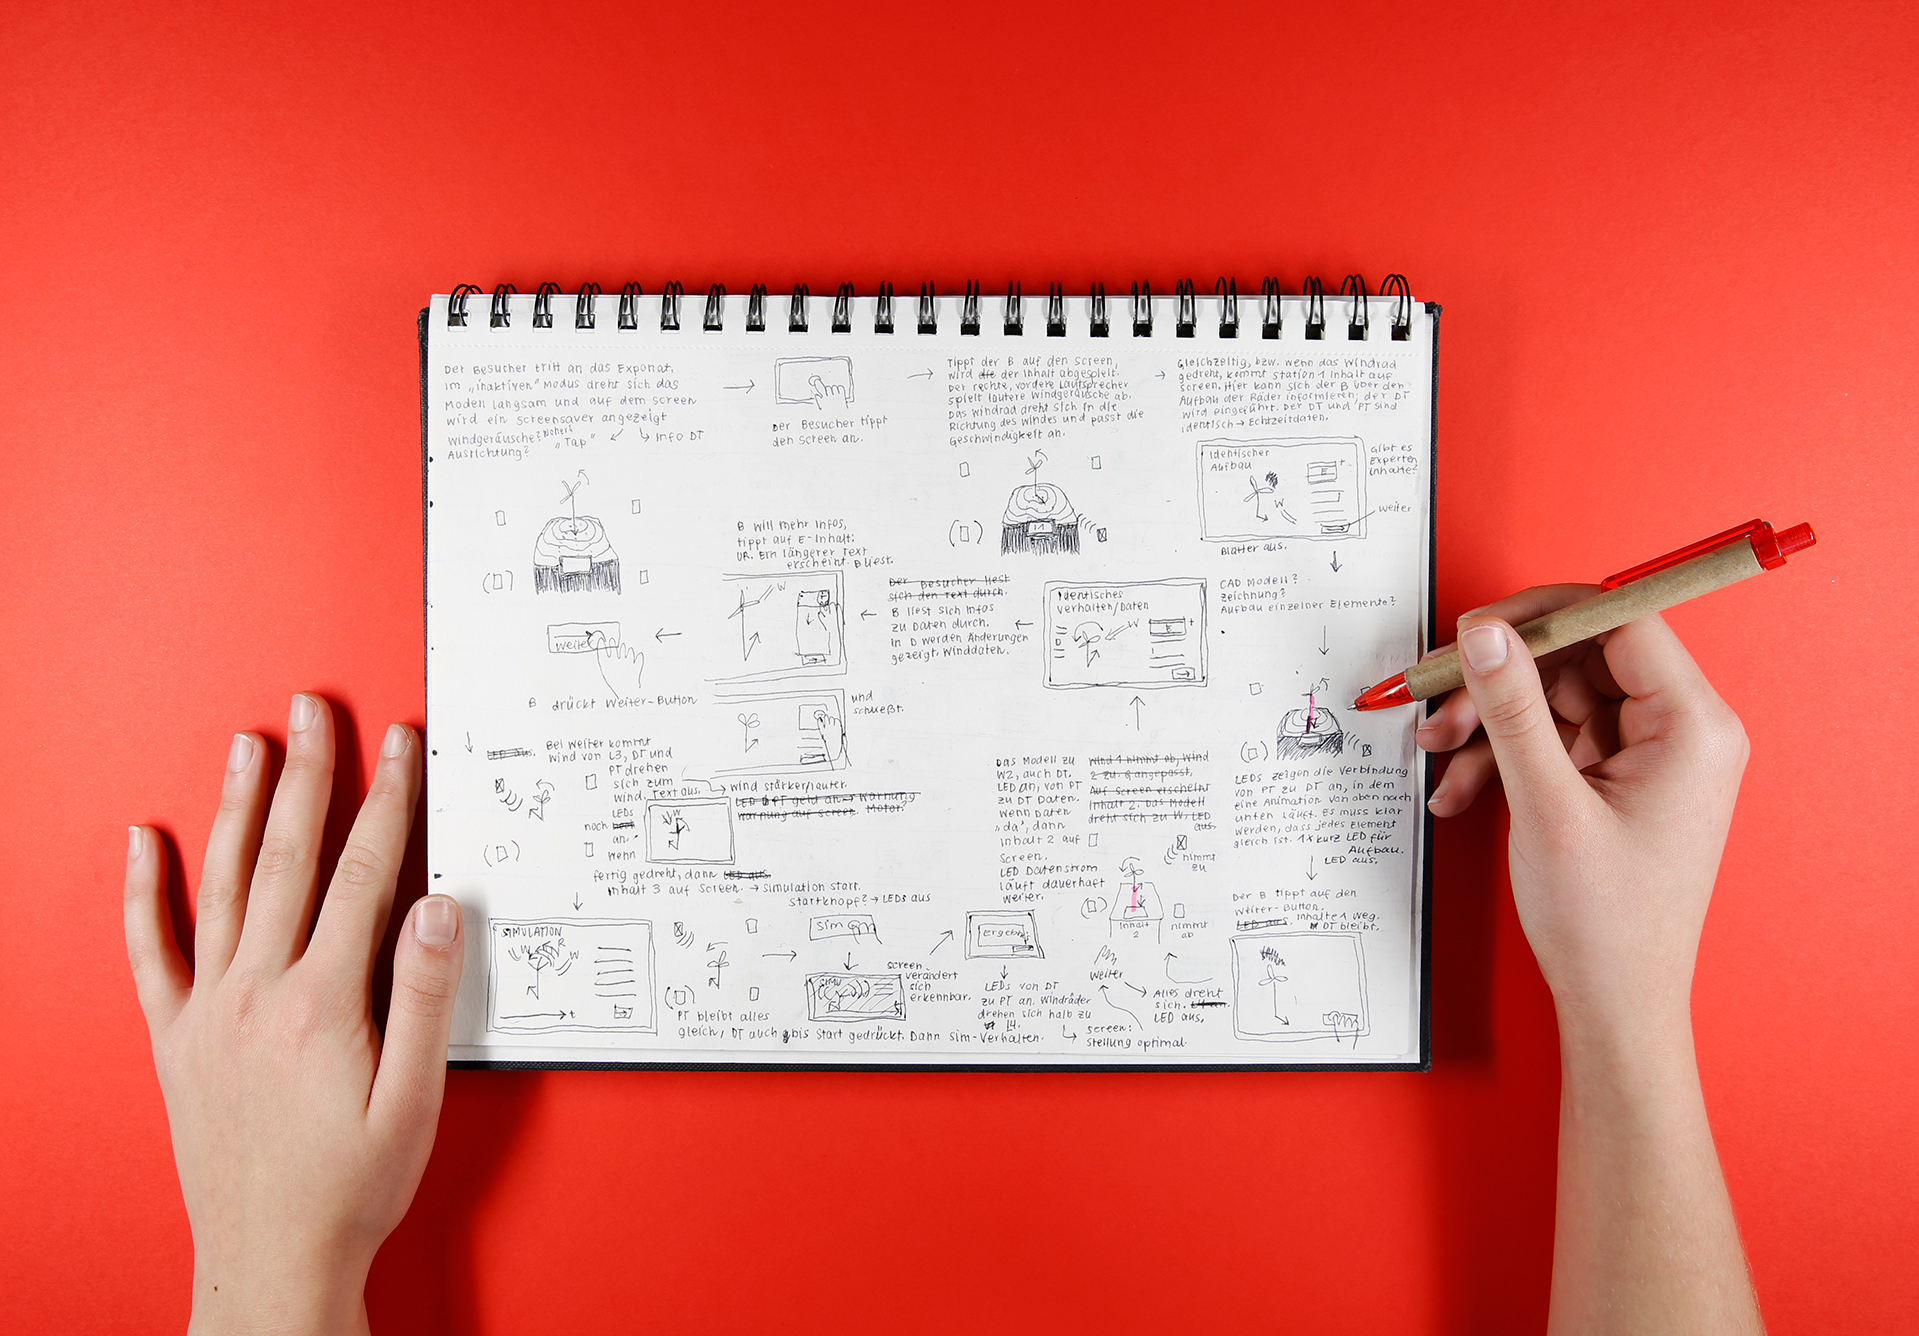 Der Besucher tritt an das Exponat,
im „inaktiven" Modus dreht sich das
Modell langsam und auf dem Screen
wird ein Screensaver angezeigt
Windgeräusche?
„Tap"
Info DT
Ausrichtung?
Der Besucher tippt
den Screen an.
Tippt der B auf den Screen,
wird die der Inhalt abgespielt.
Der rechte, vordere Lautsprecher
spielt lautere Windgeräusche ab.
Das Windrad dreht sich in die
Richtung des Windes und passt die
Geschwindigkeit an.
Gleichzeitig, bzw. wenn das Windrad
gedreht, kommt Station 1 Inhalt auf
Screen. Hier kann sich der B über den
Aufbau der Räder informieren; der DT
wird eingeführt. Der DT und PT sind
identisch → Echtzeitdaten.
Identischer
Aufbau
E
+
W
Gibt es
Experten
Inhalte?
weiter
Blätter aus.
CAD Modell?
Zeichnung?
Aufbau einzelner Elemente?
LEDs zeigen die Verbindung
von PT zu DT an, in dem
eine Animation von oben nach
unten läuft. Es muss klar
werden, dass jedes Element
gleich ist. 1x kurz LED für
Aufbau.
LED aus.
Der B tippt auf den
Weiter-Button.
LED aus. Inhalte 1 weg.
DT bleibt.
Alles dreht
sich.
LED aus.
weiter
Das Modell zu
W2, auch DT.
LED an, von PT
zu DT Daten.
Wenn Daten
„da", dann
Inhalt 2 auf
Screen.
LED Datenstrom
läuft dauerhaft
weiter.
Wind 1 nimmt ab, Wind
2 zu. angepasst.
Auf Screen erscheint
Inhalt 2. Das Modell
dreht sich zu W, LED
aus.
nimmt
zu
Inhalt
2
nimmt
ab
Identisches
Verhalten/Daten
D
W
E
+
Der Besucher liest
sich den Text durch.
B liest sich Infos
zu Daten durch.
In D werden Änderungen
gezeigt, Winddaten.
B will mehr Infos,
tippt auf E-Inhalt:
Ein längerer Text
erscheint. B liest.
W
E
und
schließt.
Weiter
B drückt Weiter-Button
LED aus.
Bei Weiter kommt
Wind von L3, DT und
PT drehen
sich zum
Wind, Text aus.
LEDs
noch
an.
Wenn
fertig gedreht, dann LED aus.
Inhalt 3 auf Screen. → Simulation start.
Wind stärker/lauter.
LED PT geht an → Warnung
Warnung auf Screen. Motor?
W
Startknopf? → LEDs aus
SIMULATION
W
R
W
t
PT bleibt alles
gleich, DT auch bis Start gedrückt. Dann Sim-Verhalten.
Sim
SIMU
Screen
verändert
sich
erkennbar.
Ergebnis
LEDs von DT
zu PT an. Windräder
drehen sich halb zu
L4.
Screen:
Stellung optimal.